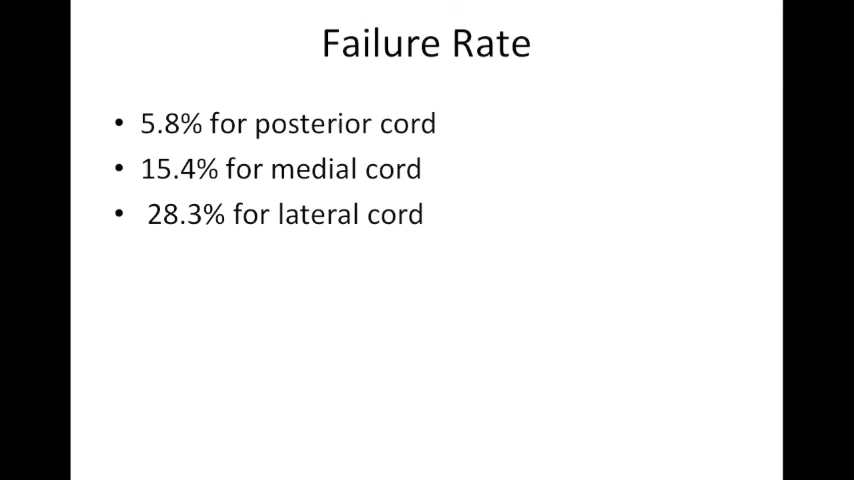 Failure Rate
• 5.8% for posterior cord
• 15.4% for medial cord
• 28.3% for lateral cord